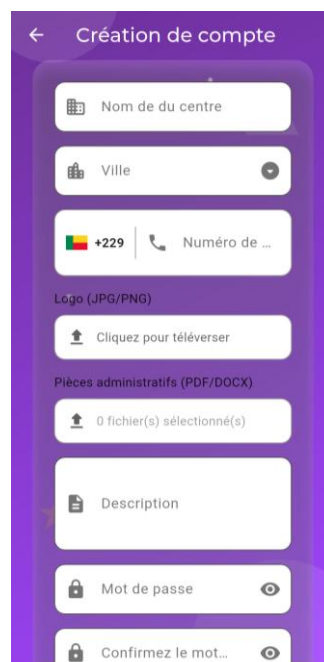 Création de compte
Nom de du centre
Ville
+229 Numéro de ...
Logo (JPG/PNG)
Cliquez pour téléverser
Pièces administratifs (PDF/DOCX)
0 fichier(s) sélectionné(s)
Description
Mot de passe
Confirmez le mot...